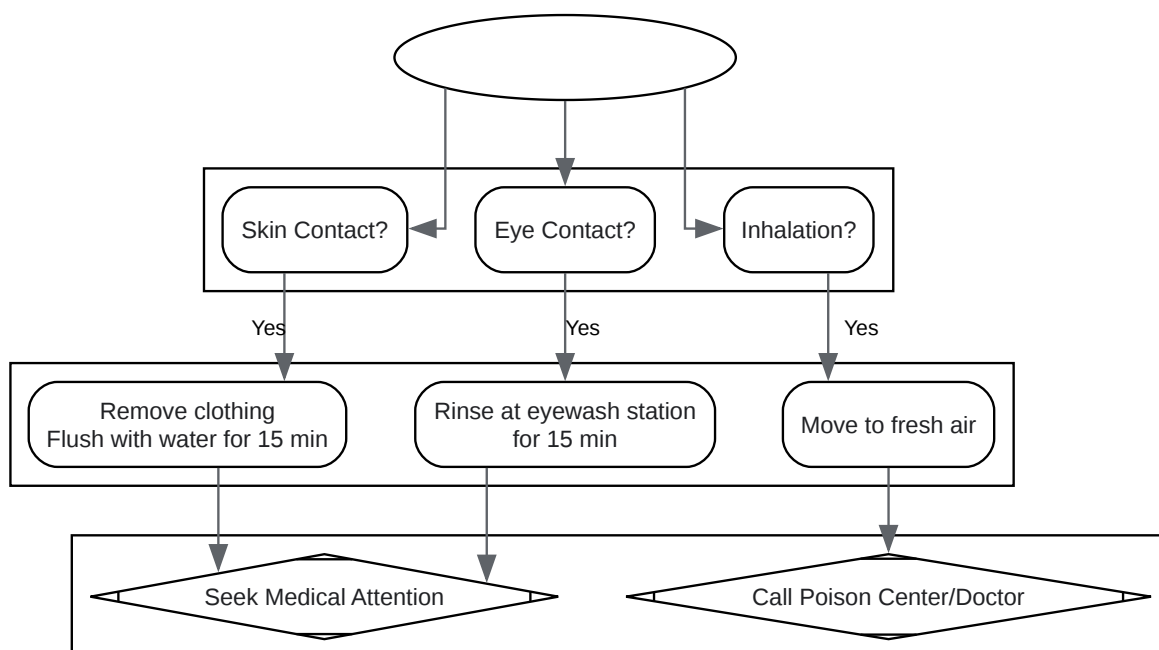 Skin Contact?
Eye Contact?
Inhalation?
Yes
Yes
Yes
Remove clothing
Flush with water for 15 min
Rinse at eyewash station
for 15 min
Move to fresh air
Seek Medical Attention
Call Poison Center/Doctor